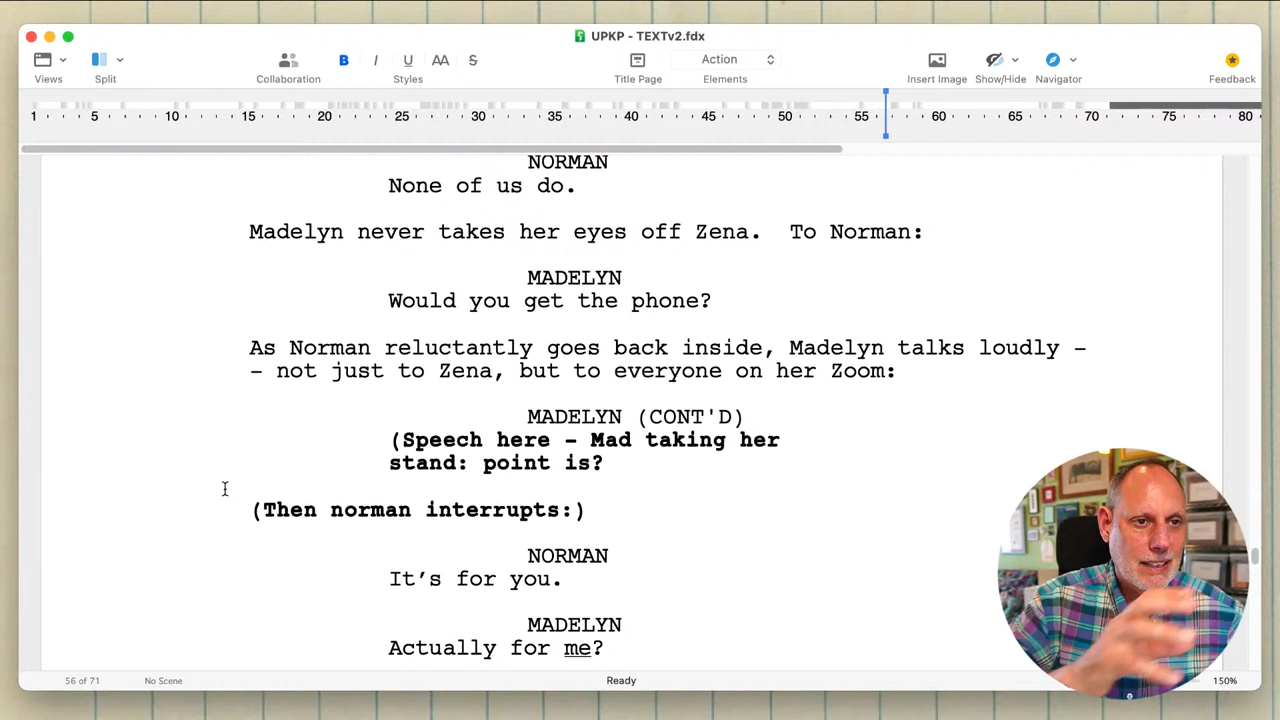 UPKP - TEXTv2.fdx
Views Split Collaboration B I U AA S Styles Title Page Action Elements Insert Image Show/Hide Navigator Feedback
1 5 10 15 20 25 30 35 40 45 50 55 60 65 70 75 80
NORMAN
None of us do.
Madelyn never takes her eyes off Zena.  To Norman:
MADELYN
Would you get the phone?
As Norman reluctantly goes back inside, Madelyn talks loudly -
- not just to Zena, but to everyone on her Zoom:
MADELYN (CONT'D)
(Speech here - Mad taking her
stand: point is?
(Then norman interrupts:)
NORMAN
It’s for you.
MADELYN
Actually for me?
56 of 71 No Scene Ready 150%